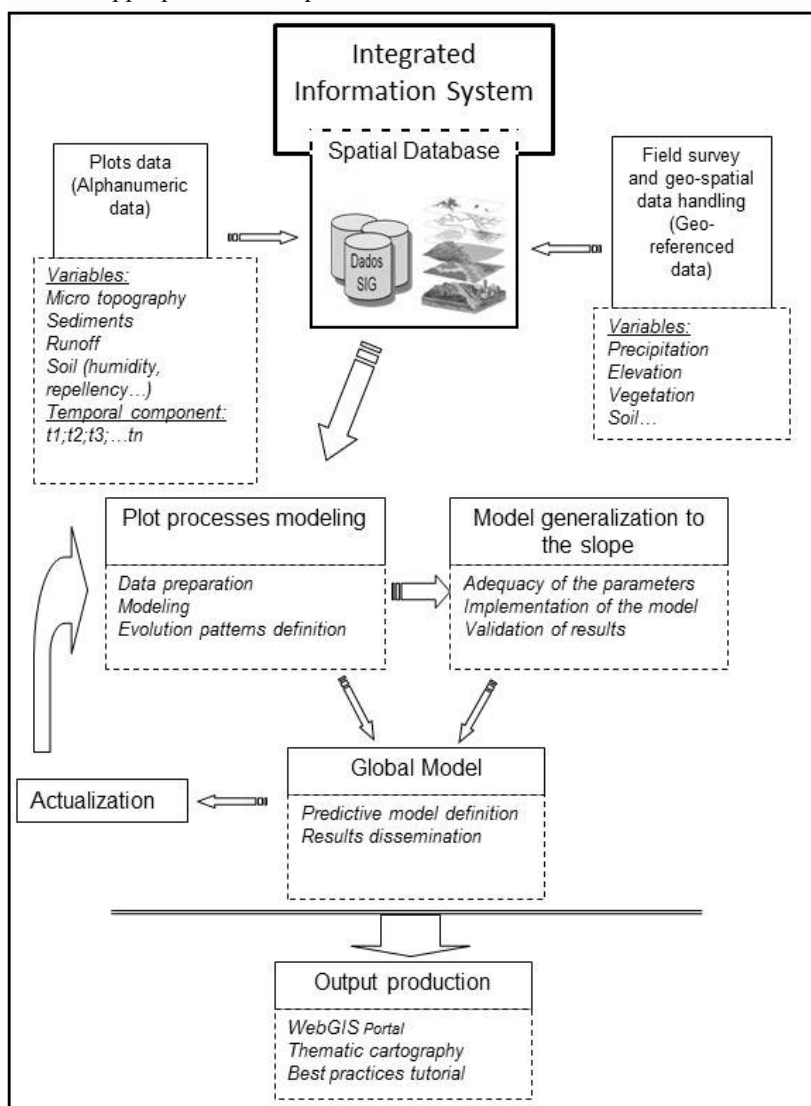 Integrated
Information System
Spatial Database
Dados
SIG
Plots data
(Alphanumeric
data)
Variables:
Micro topography
Sediments
Runoff
Soil (humidity,
repellency…)
Temporal component:
t1;t2;t3;…tn
Field survey
and geo-spatial
data handling
(Geo-
referenced
data)
Variables:
Precipitation
Elevation
Vegetation
Soil…
Plot processes modeling
Data preparation
Modeling
Evolution patterns definition
Model generalization to
the slope
Adequacy of the parameters
Implementation of the model
Validation of results
Global Model
Predictive model definition
Results dissemination
Actualization
Output production
WebGIS Portal
Thematic cartography
Best practices tutorial